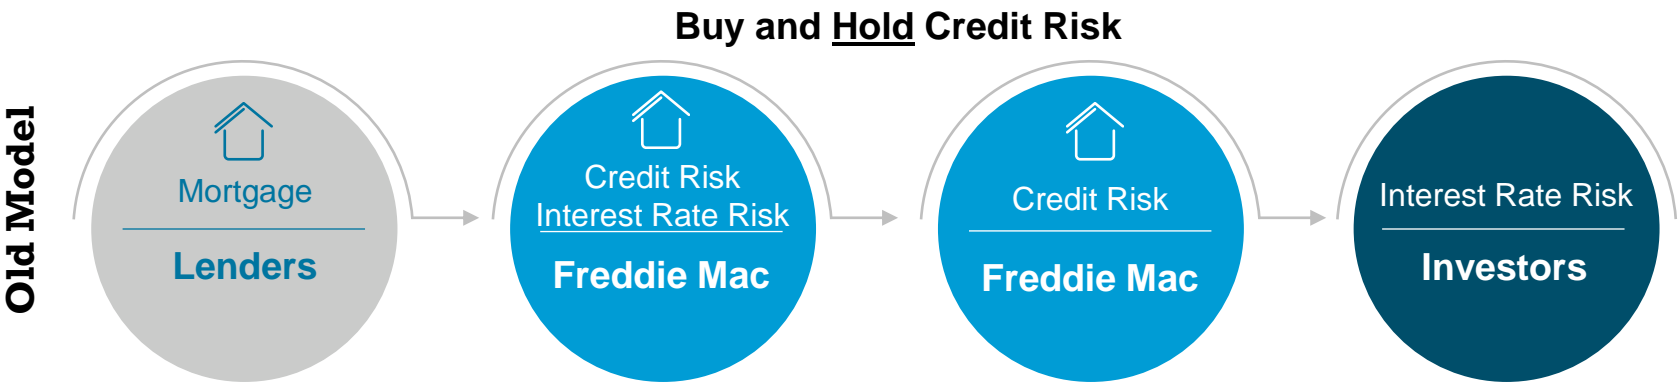 Buy and Hold Credit Risk
Old Model
Mortgage
Lenders
Credit Risk
Interest Rate Risk
Freddie Mac
Credit Risk
Freddie Mac
Interest Rate Risk
Investors